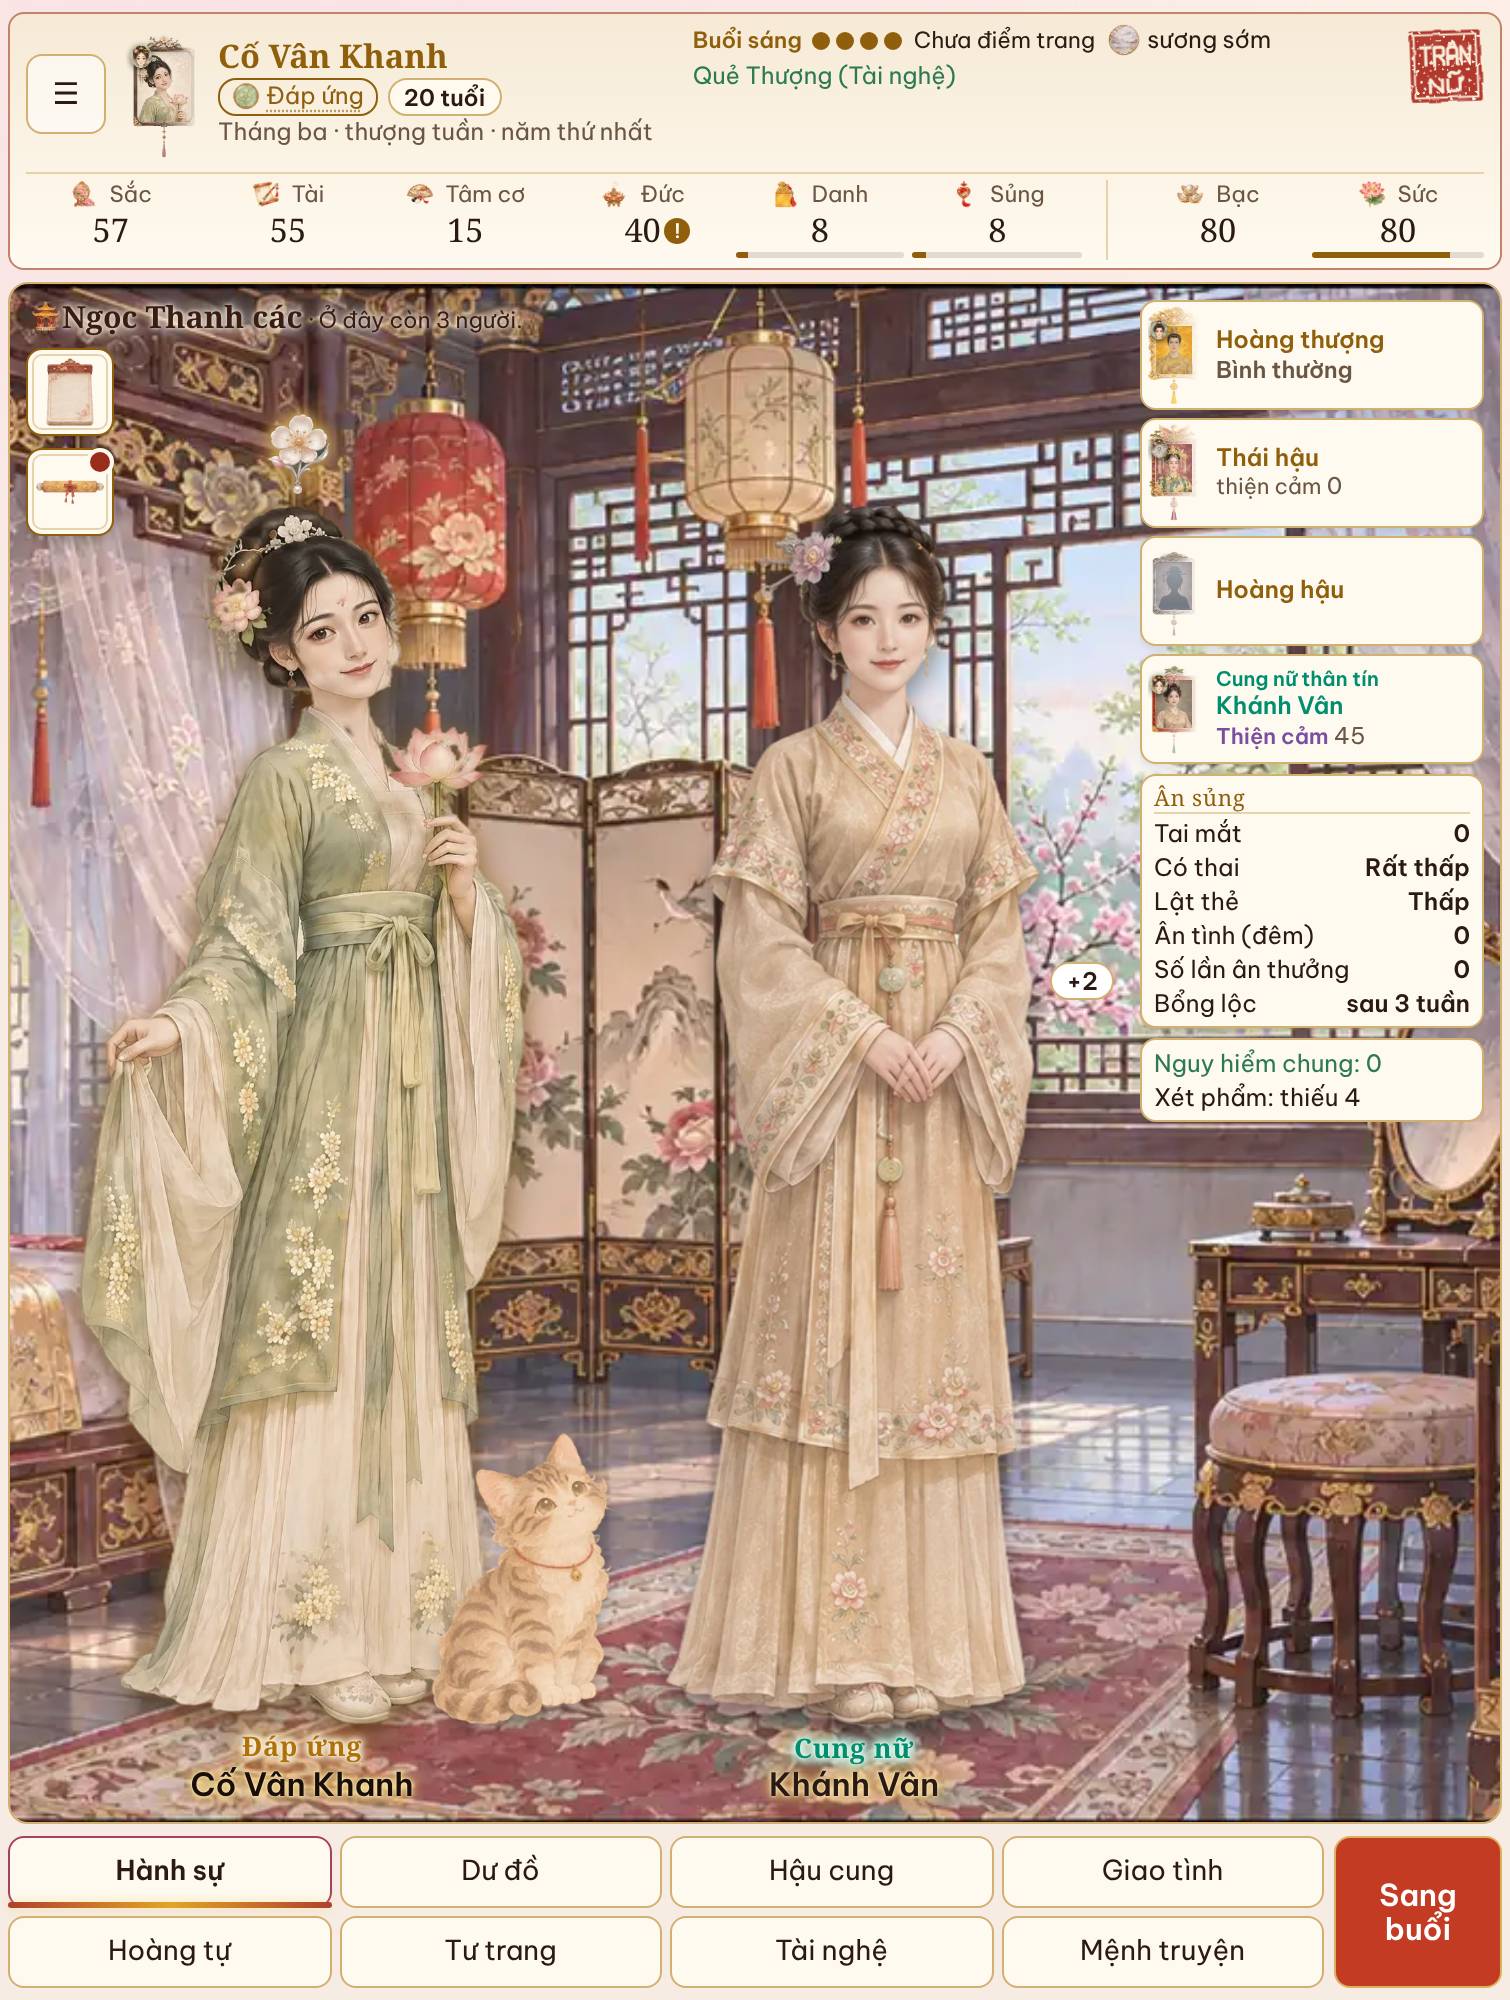 Cố Vân Khanh
Đáp ứng
20 tuổi
Tháng ba · thượng tuần · năm thứ nhất
Buổi sáng
Chưa điểm trang
sương sớm
Quẻ Thượng (Tài nghệ)
TRÂN
NỮ
Sắc
57
Tài
55
Tâm cơ
15
Đức
40
!
Danh
8
Sủng
8
Bạc
80
Sức
80
Ngọc Thanh các · Ở đây còn 3 người.
Hoàng thượng
Bình thường
Thái hậu
thiện cảm 0
Hoàng hậu
Cung nữ thân tín
Khánh Vân
Thiện cảm 45
Ân sủng
Tai mắt 0
Có thai Rất thấp
Lật thẻ Thấp
Ân tình (đêm) 0
Số lần ân thưởng 0
Bổng lộc sau 3 tuần
Nguy hiểm chung: 0
Xét phẩm: thiếu 4
+2
Đáp ứng
Cố Vân Khanh
Cung nữ
Khánh Vân
Hành sự
Dư đồ
Hậu cung
Giao tình
Hoàng tự
Tư trang
Tài nghệ
Mệnh truyện
Sang
buổi